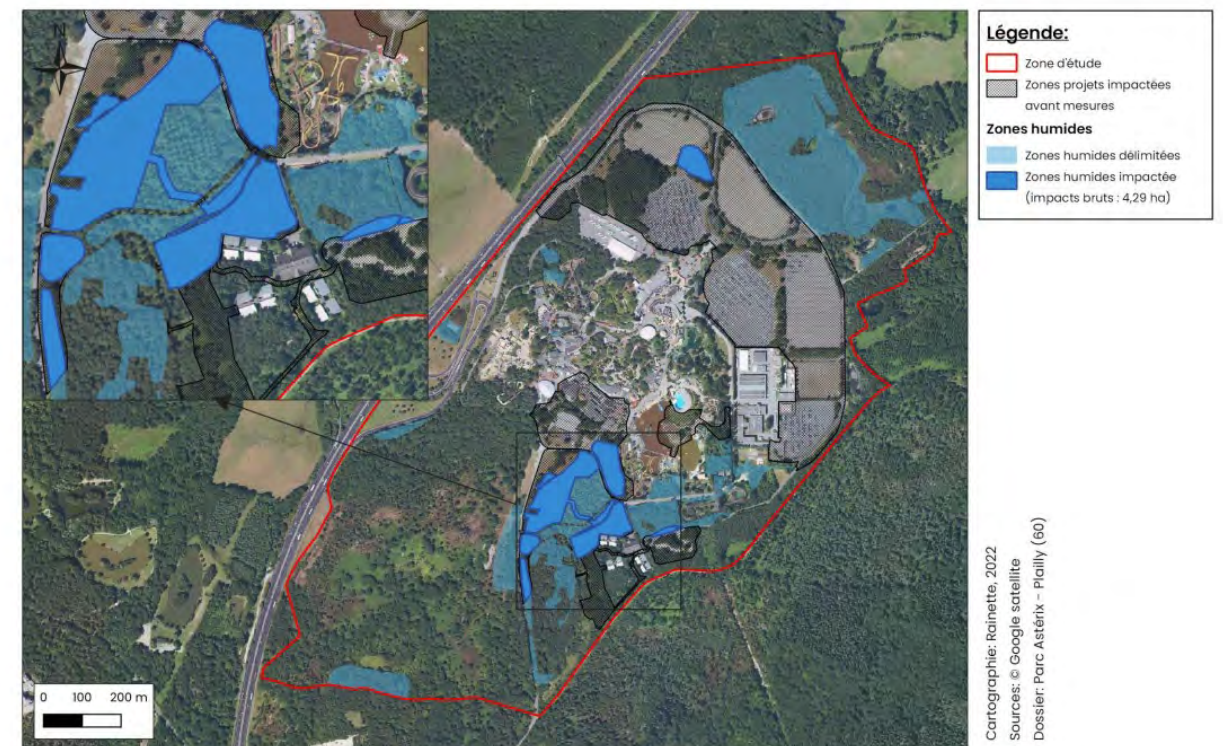 N
Légende:
Zone d'étude
Zones projets impactées
avant mesures
Zones humides
Zones humides délimitées
Zones humides impactée
(impacts bruts : 4,29 ha)
0 100 200 m
Cartographie: Rainette, 2022
Sources: © Google satellite
Dossier: Parc Astérix - Plailly (60)